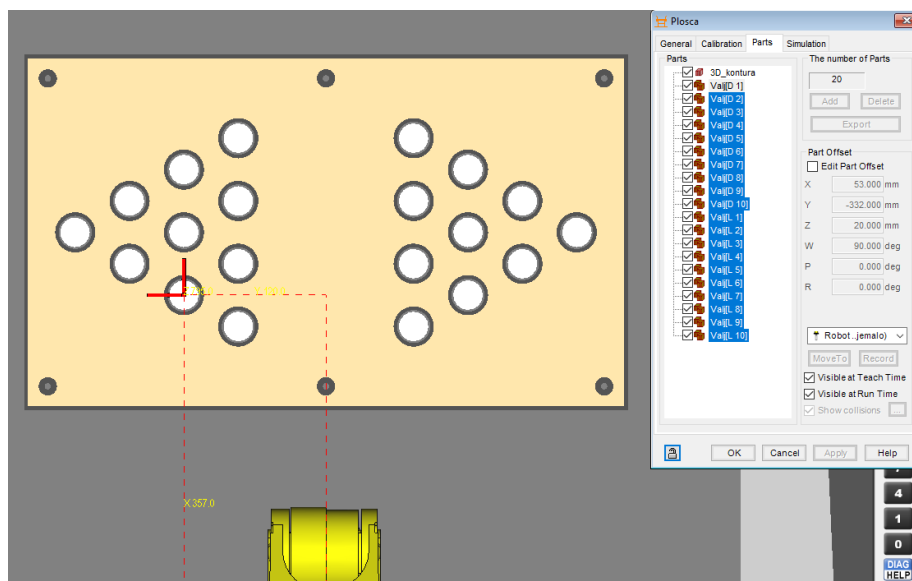 Plosca
General Calibration Parts Simulation
Parts
3D_kontura
Valj[D 1]
Valj[D 2]
Valj[D 3]
Valj[D 4]
Valj[D 5]
Valj[D 6]
Valj[D 7]
Valj[D 8]
Valj[D 9]
Valj[D 10]
Valj[L 1]
Valj[L 2]
Valj[L 3]
Valj[L 4]
Valj[L 5]
Valj[L 6]
Valj[L 7]
Valj[L 8]
Valj[L 9]
Valj[L 10]
The number of Parts
20
Add Delete
Export
Part Offset
Edit Part Offset
X 53.000 mm
Y -332.000 mm
Z 20.000 mm
W 90.000 deg
P 0.000 deg
R 0.000 deg
Robot..jemalo)
MoveTo Record
Visible at Teach Time
Visible at Run Time
Show collisions ...
OK Cancel Apply Help
X 357.0
4
1
0
DIAG
HELP